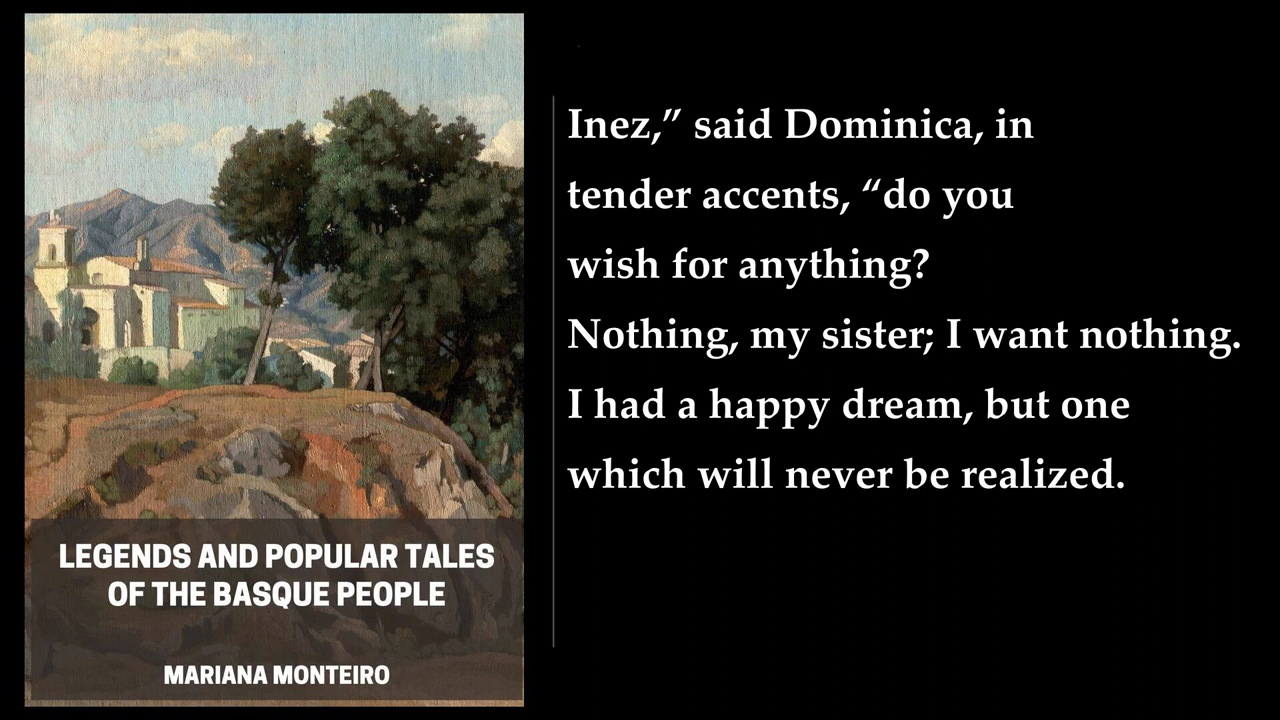 Inez,” said Dominica, in
tender accents, “do you
wish for anything?
Nothing, my sister; I want nothing.
I had a happy dream, but one
which will never be realized.
LEGENDS AND POPULAR TALES
OF THE BASQUE PEOPLE
MARIANA MONTEIRO